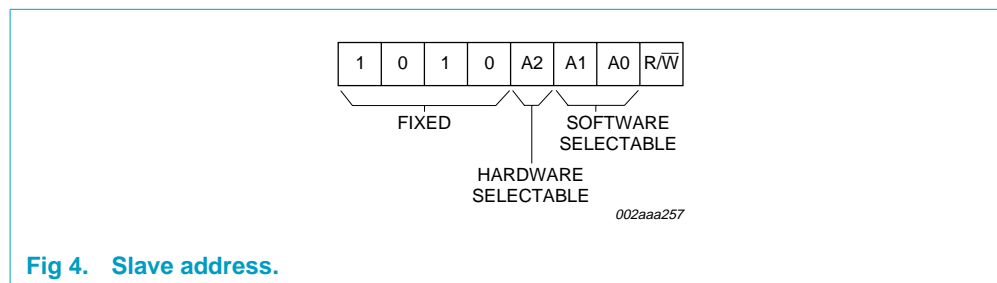 1 0 1 0 A2 A1 A0 R/W̅
FIXED
SOFTWARE
SELECTABLE
HARDWARE
SELECTABLE
002aaa257
Fig 4. Slave address.